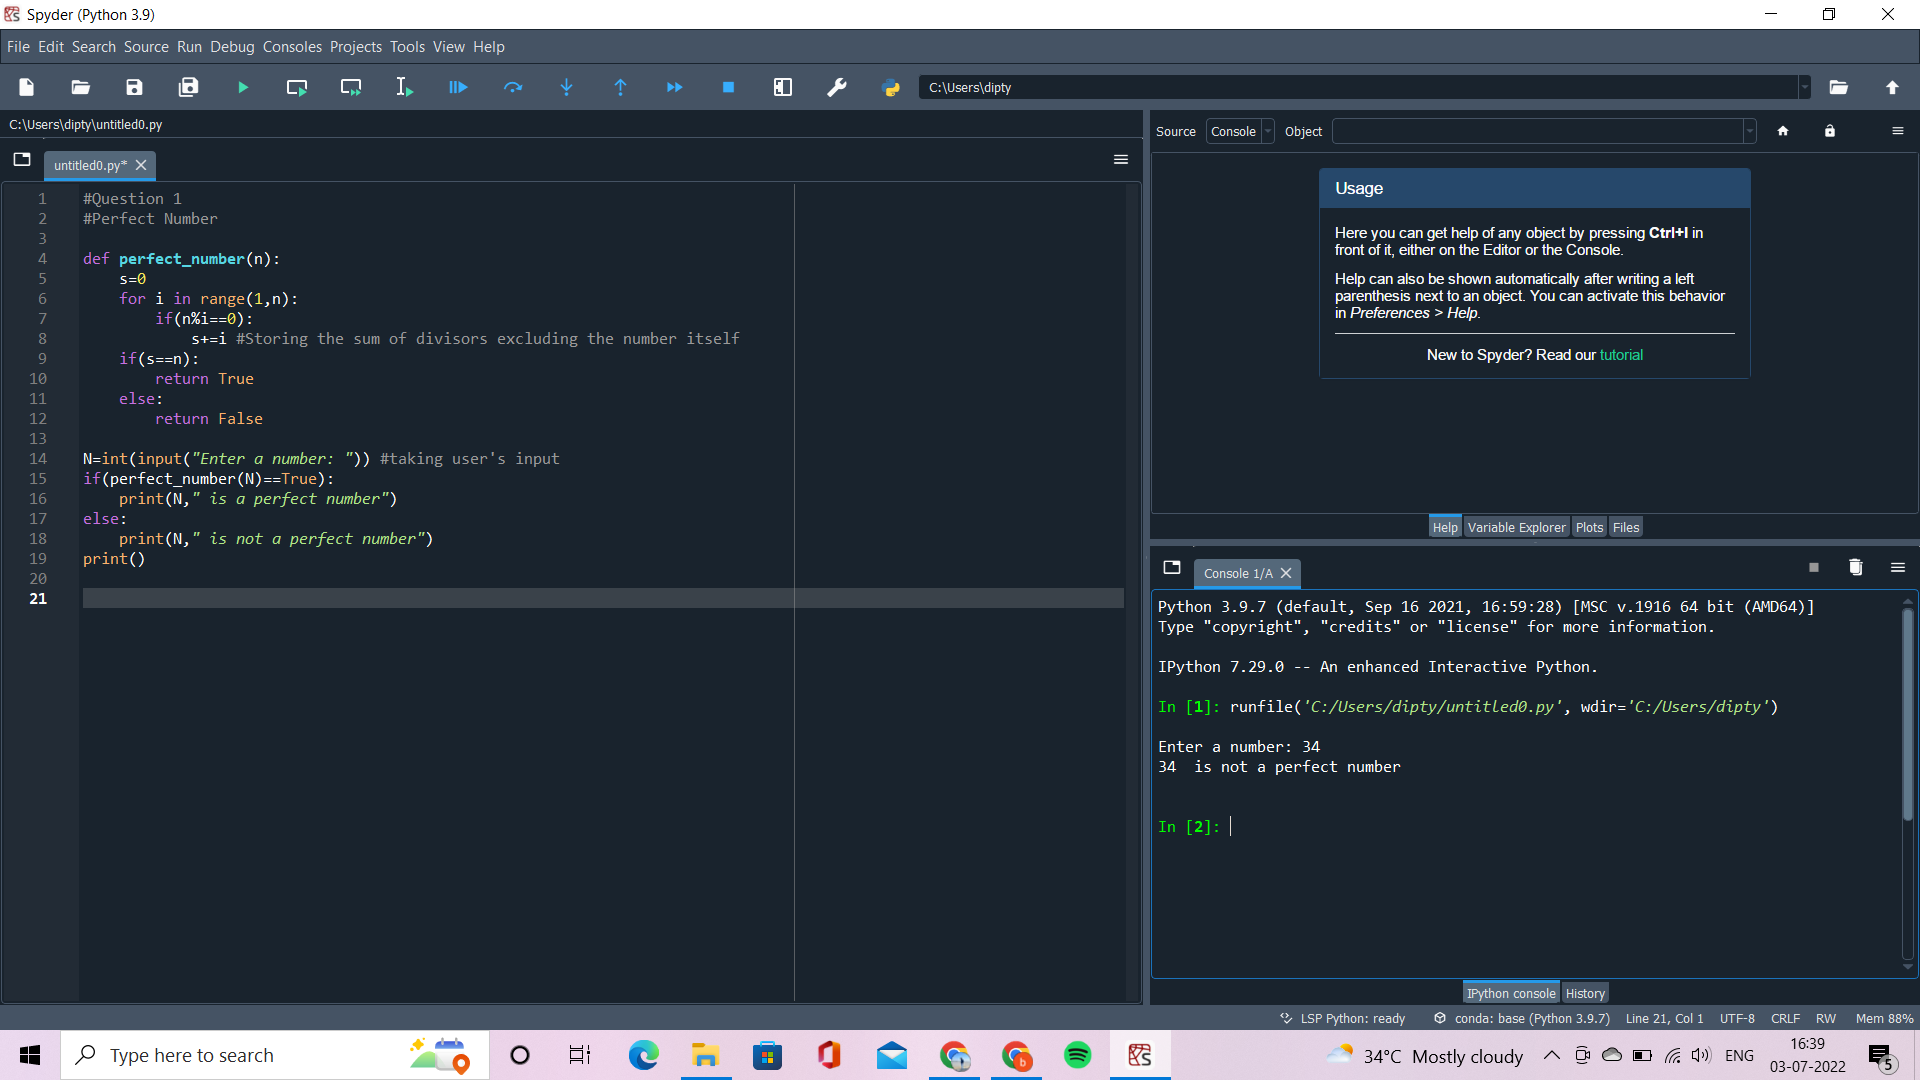 Spyder (Python 3.9)
File Edit Search Source Run Debug Consoles Projects Tools View Help
C:\Users\dipty
C:\Users\dipty\untitled0.py
untitled0.py*
1 #Question 1
2 #Perfect Number
3
4 def perfect_number(n):
5     s=0
6     for i in range(1,n):
7         if(n%i==0):
8             s+=i #Storing the sum of divisors excluding the number itself
9     if(s==n):
10         return True
11     else:
12         return False
13
14 N=int(input("Enter a number: ")) #taking user's input
15 if(perfect_number(N)==True):
16     print(N," is a perfect number")
17 else:
18     print(N," is not a perfect number")
19 print()
20
21
Source Console Object
Usage
Here you can get help of any object by pressing Ctrl+I in
front of it, either on the Editor or the Console.
Help can also be shown automatically after writing a left
parenthesis next to an object. You can activate this behavior
in Preferences > Help.
New to Spyder? Read our tutorial
Help Variable Explorer Plots Files
Console 1/A
Python 3.9.7 (default, Sep 16 2021, 16:59:28) [MSC v.1916 64 bit (AMD64)]
Type "copyright", "credits" or "license" for more information.
IPython 7.29.0 -- An enhanced Interactive Python.
In [1]: runfile('C:/Users/dipty/untitled0.py', wdir='C:/Users/dipty')
Enter a number: 34
34  is not a perfect number
In [2]:
IPython console History
LSP Python: ready conda: base (Python 3.9.7) Line 21, Col 1 UTF-8 CRLF RW Mem 88%
Type here to search
b
34°C Mostly cloudy ENG
16:39
03-07-2022
5